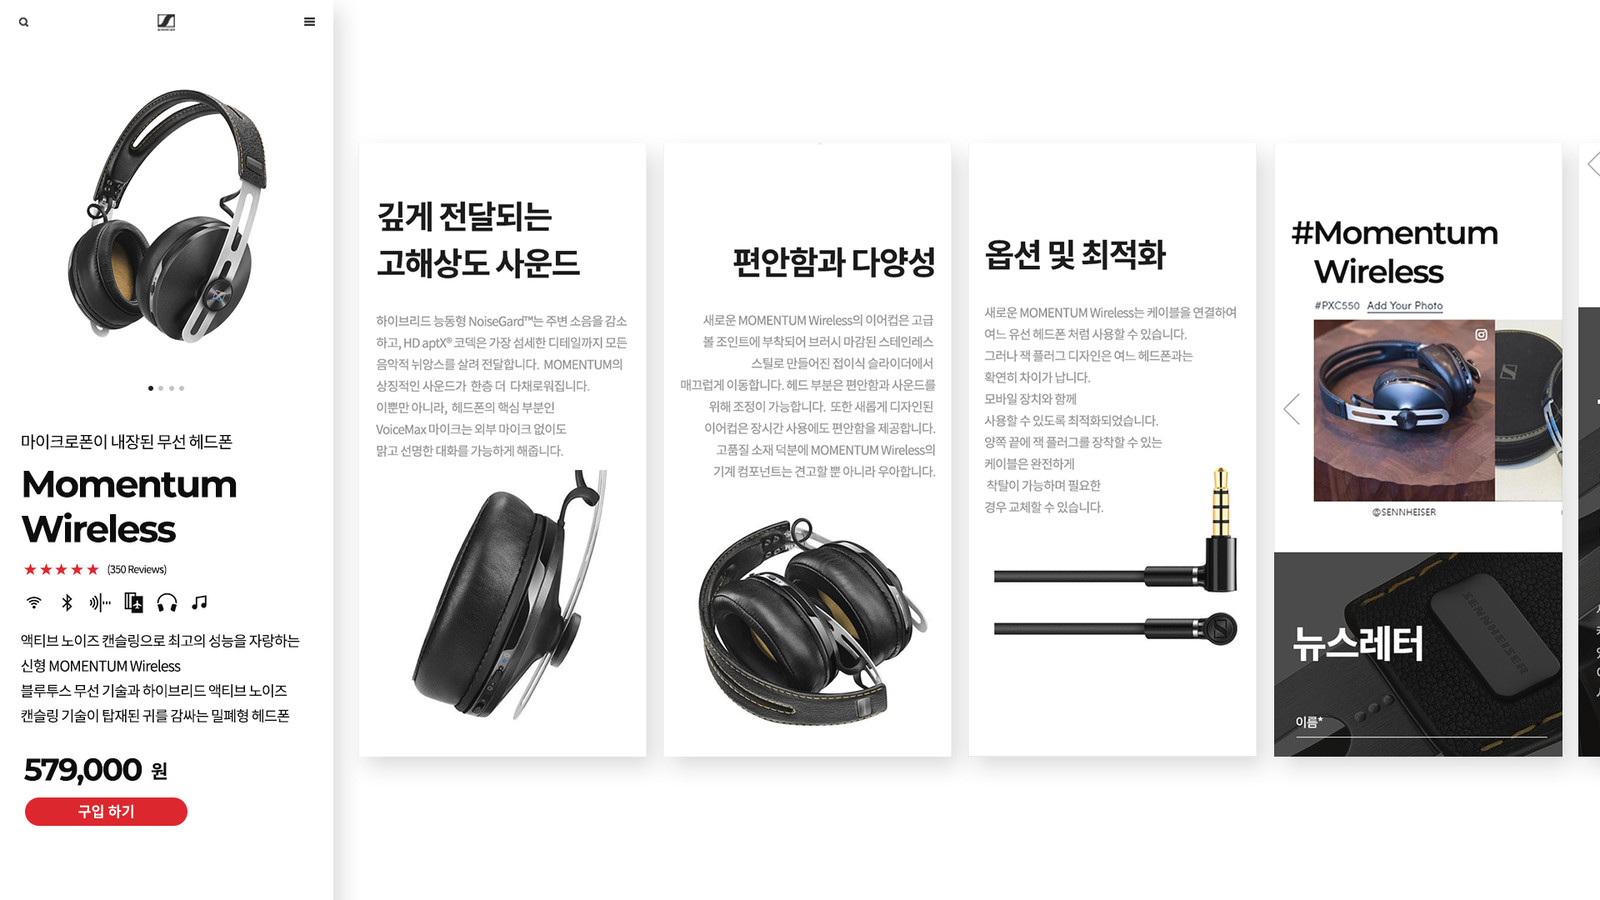 마이크로폰이 내장된 무선 헤드폰
Momentum
Wireless
(350 Reviews)
액티브 노이즈 캔슬링으로 최고의 성능을 자랑하는
신형 MOMENTUM Wireless
블루투스 무선 기술과 하이브리드 액티브 노이즈
캔슬링 기술이 탑재된 귀를 감싸는 밀폐형 헤드폰
579,000 원
구입 하기
깊게 전달되는
고해상도 사운드
하이브리드 능동형 NoiseGard™는 주변 소음을 감소
하고, HD aptX® 코덱은 가장 섬세한 디테일까지 모든
음악적 뉘앙스를 살려 전달합니다. MOMENTUM의
상징적인 사운드가 한층 더 다채로워집니다.
이뿐만 아니라, 헤드폰의 핵심 부분인
VoiceMax 마이크는 외부 마이크 없이도
맑고 선명한 대화를 가능하게 해줍니다.
편안함과 다양성
새로운 MOMENTUM Wireless의 이어컵은 고급
볼 조인트에 부착되어 브러시 마감된 스테인레스
스틸로 만들어진 접이식 슬라이더에서
매끄럽게 이동합니다. 헤드 부분은 편안함과 사운드를
위해 조정이 가능합니다. 또한 새롭게 디자인된
이어컵은 장시간 사용에도 편안함을 제공합니다.
고품질 소재 덕분에 MOMENTUM Wireless의
기계 컴포넌트는 견고할 뿐 아니라 우아합니다.
옵션 및 최적화
새로운 MOMENTUM Wireless는 케이블을 연결하여
여느 유선 헤드폰 처럼 사용할 수 있습니다.
그러나 잭 플러그 디자인은 여느 헤드폰과는
확연히 차이가 납니다.
모바일 장치와 함께
사용할 수 있도록 최적화되었습니다.
양쪽 끝에 잭 플러그를 장착할 수 있는
케이블은 완전하게
착탈이 가능하며 필요한
경우 교체할 수 있습니다.
#Momentum
Wireless
#PXC550 Add Your Photo
@SENNHEISER
SENNHEISER
뉴스레터
이름*